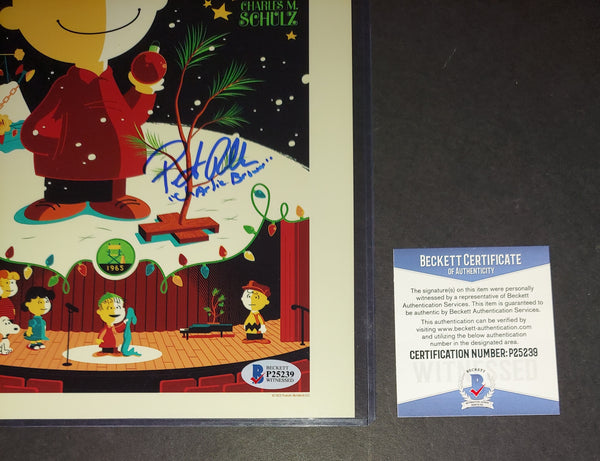 CHARLES M.
SCHULZ
"Charlie Brown"
1965
BECKETT
P25239
WITNESSED
BECKETT CERTIFICATE
OF AUTHENTICITY
The signature(s) on this item were personally
witnessed by a representative of Beckett
Authentication Services. This item is guaranteed
to be authentic by Beckett Authentication Services.
This authentication can be verified by
visiting www.beckett-authentication.com
and utilizing the below authentication
number in the designated area.
CERTIFICATION NUMBER:P25239
WITNESSED